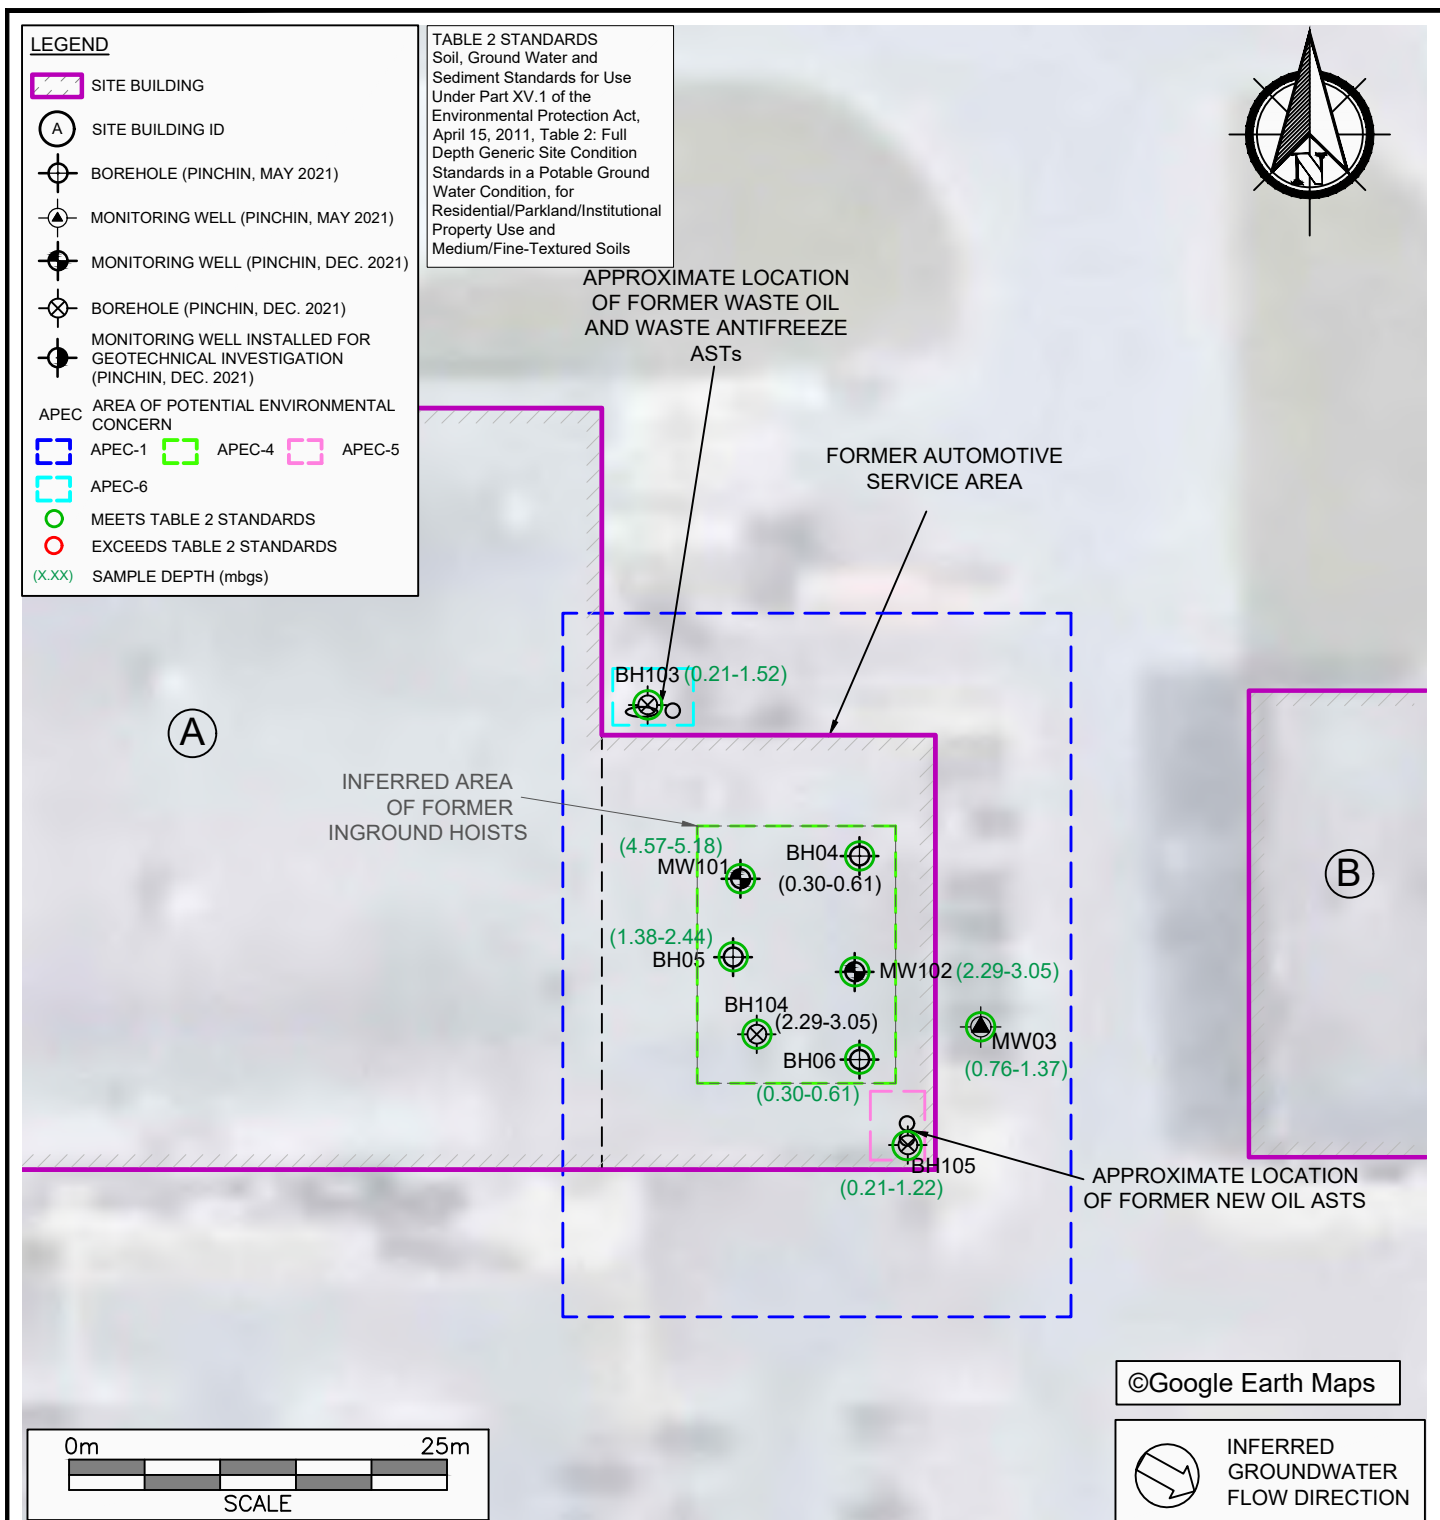 LEGEND
SITE BUILDING
A
SITE BUILDING ID
BOREHOLE (PINCHIN, MAY 2021)
MONITORING WELL (PINCHIN, MAY 2021)
MONITORING WELL (PINCHIN, DEC. 2021)
BOREHOLE (PINCHIN, DEC. 2021)
MONITORING WELL INSTALLED FOR
GEOTECHNICAL INVESTIGATION
(PINCHIN, DEC. 2021)
APEC
AREA OF POTENTIAL ENVIRONMENTAL
CONCERN
APEC-1
APEC-4
APEC-5
APEC-6
MEETS TABLE 2 STANDARDS
EXCEEDS TABLE 2 STANDARDS
(X.XX)
SAMPLE DEPTH (mbgs)
TABLE 2 STANDARDS
Soil, Ground Water and
Sediment Standards for Use
Under Part XV.1 of the
Environmental Protection Act,
April 15, 2011, Table 2: Full
Depth Generic Site Condition
Standards in a Potable Ground
Water Condition, for
Residential/Parkland/Institutional
Property Use and
Medium/Fine-Textured Soils
N
APPROXIMATE LOCATION
OF FORMER WASTE OIL
AND WASTE ANTIFREEZE
ASTs
FORMER AUTOMOTIVE
SERVICE AREA
BH103
(0.21-1.52)
A
INFERRED AREA
OF FORMER
INGROUND HOISTS
(4.57-5.18)
MW101
BH04
(0.30-0.61)
B
(1.38-2.44)
BH05
MW102
(2.29-3.05)
BH104
(2.29-3.05)
MW03
(0.76-1.37)
BH06
(0.30-0.61)
BH105
(0.21-1.22)
APPROXIMATE LOCATION
OF FORMER NEW OIL ASTS
©Google Earth Maps
0m
25m
SCALE
INFERRED
GROUNDWATER
FLOW DIRECTION